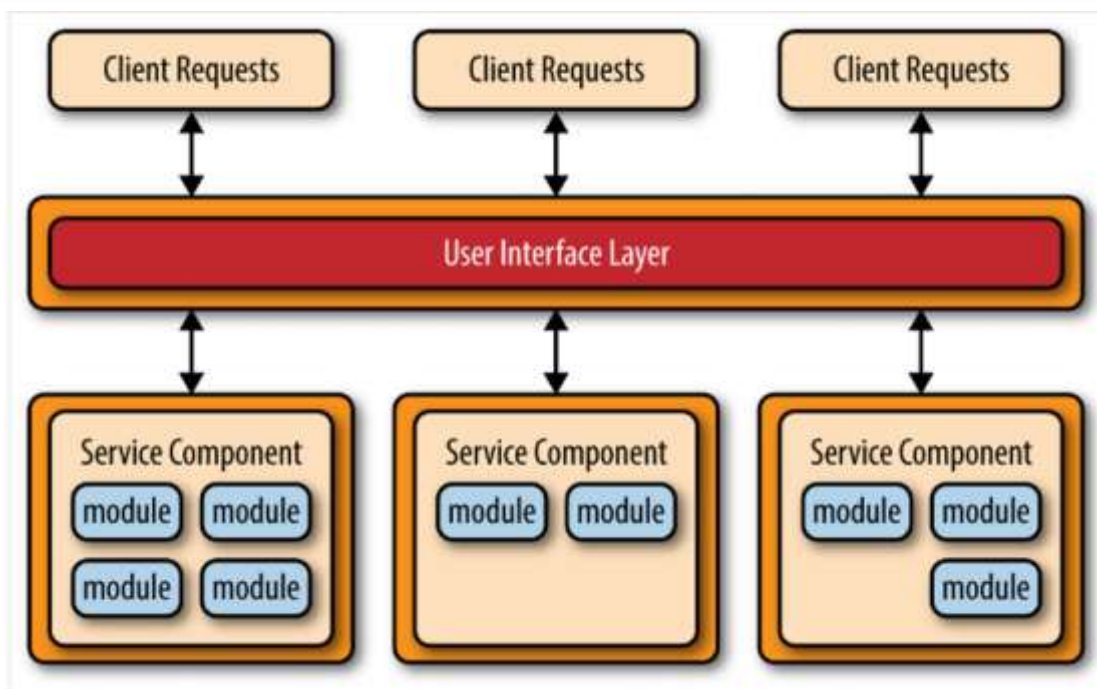 Client Requests
Client Requests
Client Requests
User Interface Layer
Service Component
Service Component
Service Component
module module
module module
module module
module module
module